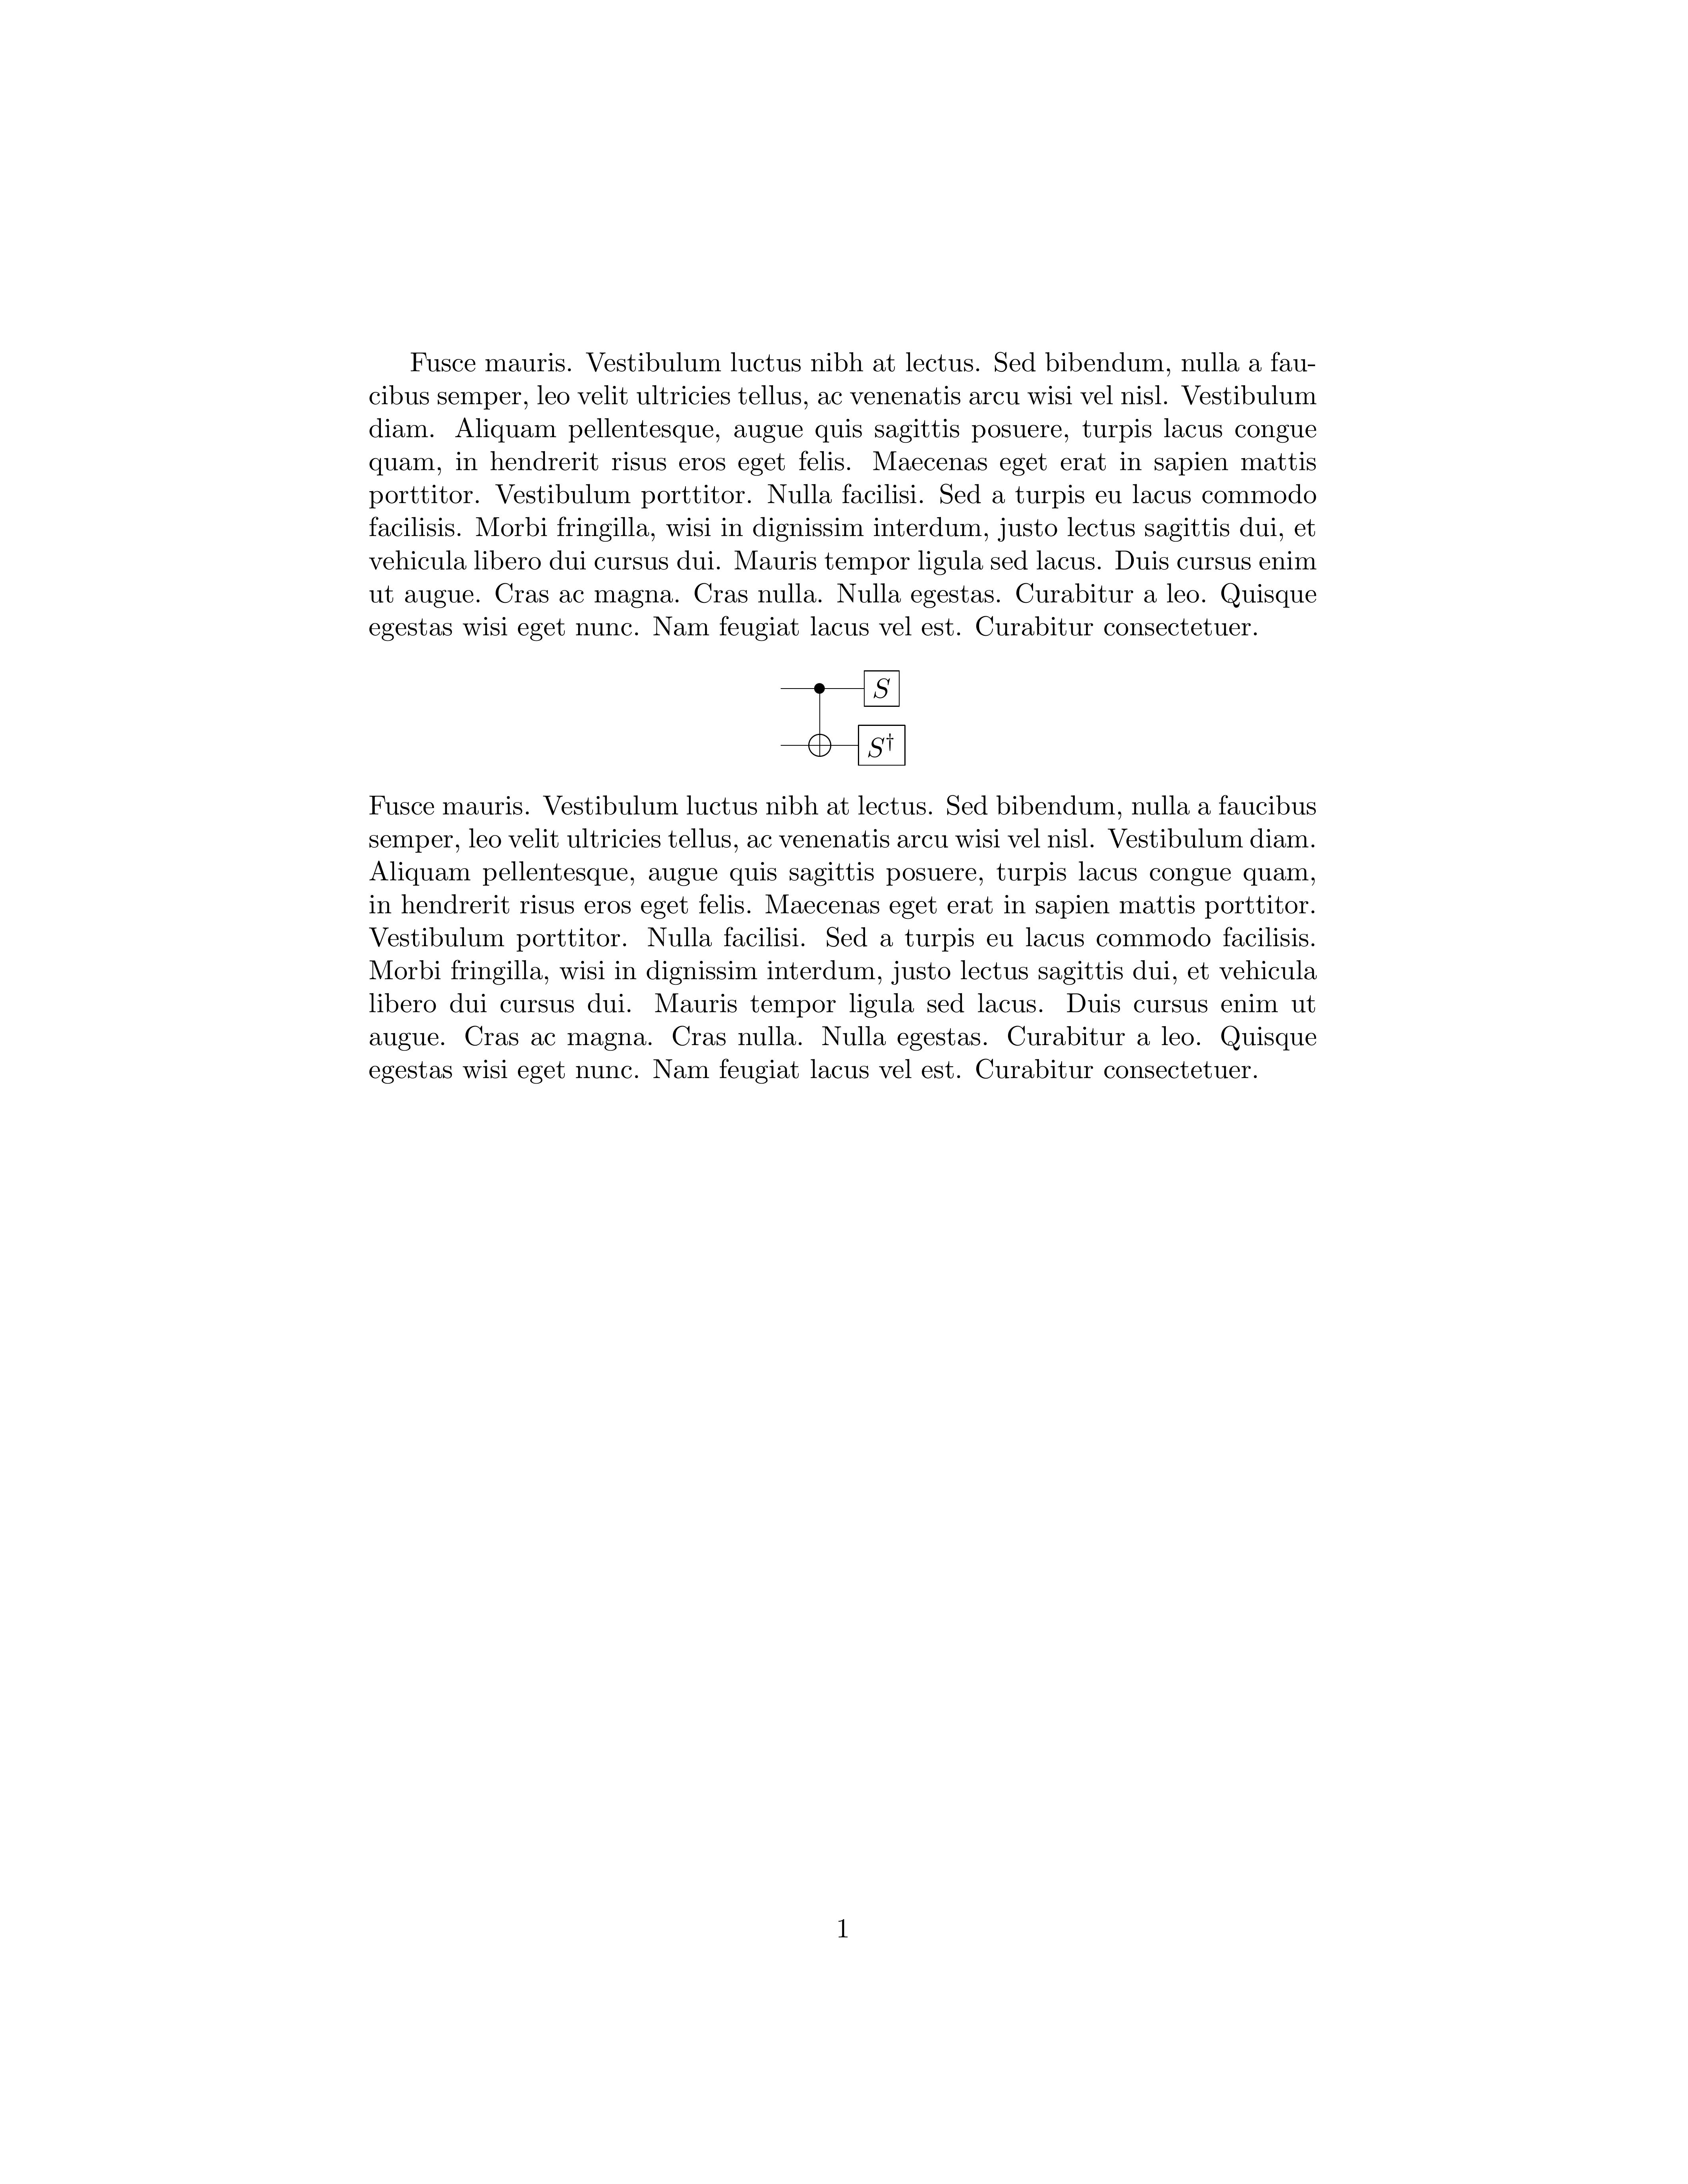 Fusce mauris. Vestibulum luctus nibh at lectus. Sed bibendum, nulla a fau-
cibus semper, leo velit ultricies tellus, ac venenatis arcu wisi vel nisl. Vestibulum
diam. Aliquam pellentesque, augue quis sagittis posuere, turpis lacus congue
quam, in hendrerit risus eros eget felis. Maecenas eget erat in sapien mattis
porttitor. Vestibulum porttitor. Nulla facilisi. Sed a turpis eu lacus commodo
facilisis. Morbi fringilla, wisi in dignissim interdum, justo lectus sagittis dui, et
vehicula libero dui cursus dui. Mauris tempor ligula sed lacus. Duis cursus enim
ut augue. Cras ac magna. Cras nulla. Nulla egestas. Curabitur a leo. Quisque
egestas wisi eget nunc. Nam feugiat lacus vel est. Curabitur consectetuer.
S
S†
Fusce mauris. Vestibulum luctus nibh at lectus. Sed bibendum, nulla a faucibus
semper, leo velit ultricies tellus, ac venenatis arcu wisi vel nisl. Vestibulum diam.
Aliquam pellentesque, augue quis sagittis posuere, turpis lacus congue quam,
in hendrerit risus eros eget felis. Maecenas eget erat in sapien mattis porttitor.
Vestibulum porttitor. Nulla facilisi. Sed a turpis eu lacus commodo facilisis.
Morbi fringilla, wisi in dignissim interdum, justo lectus sagittis dui, et vehicula
libero dui cursus dui. Mauris tempor ligula sed lacus. Duis cursus enim ut
augue. Cras ac magna. Cras nulla. Nulla egestas. Curabitur a leo. Quisque
egestas wisi eget nunc. Nam feugiat lacus vel est. Curabitur consectetuer.
1